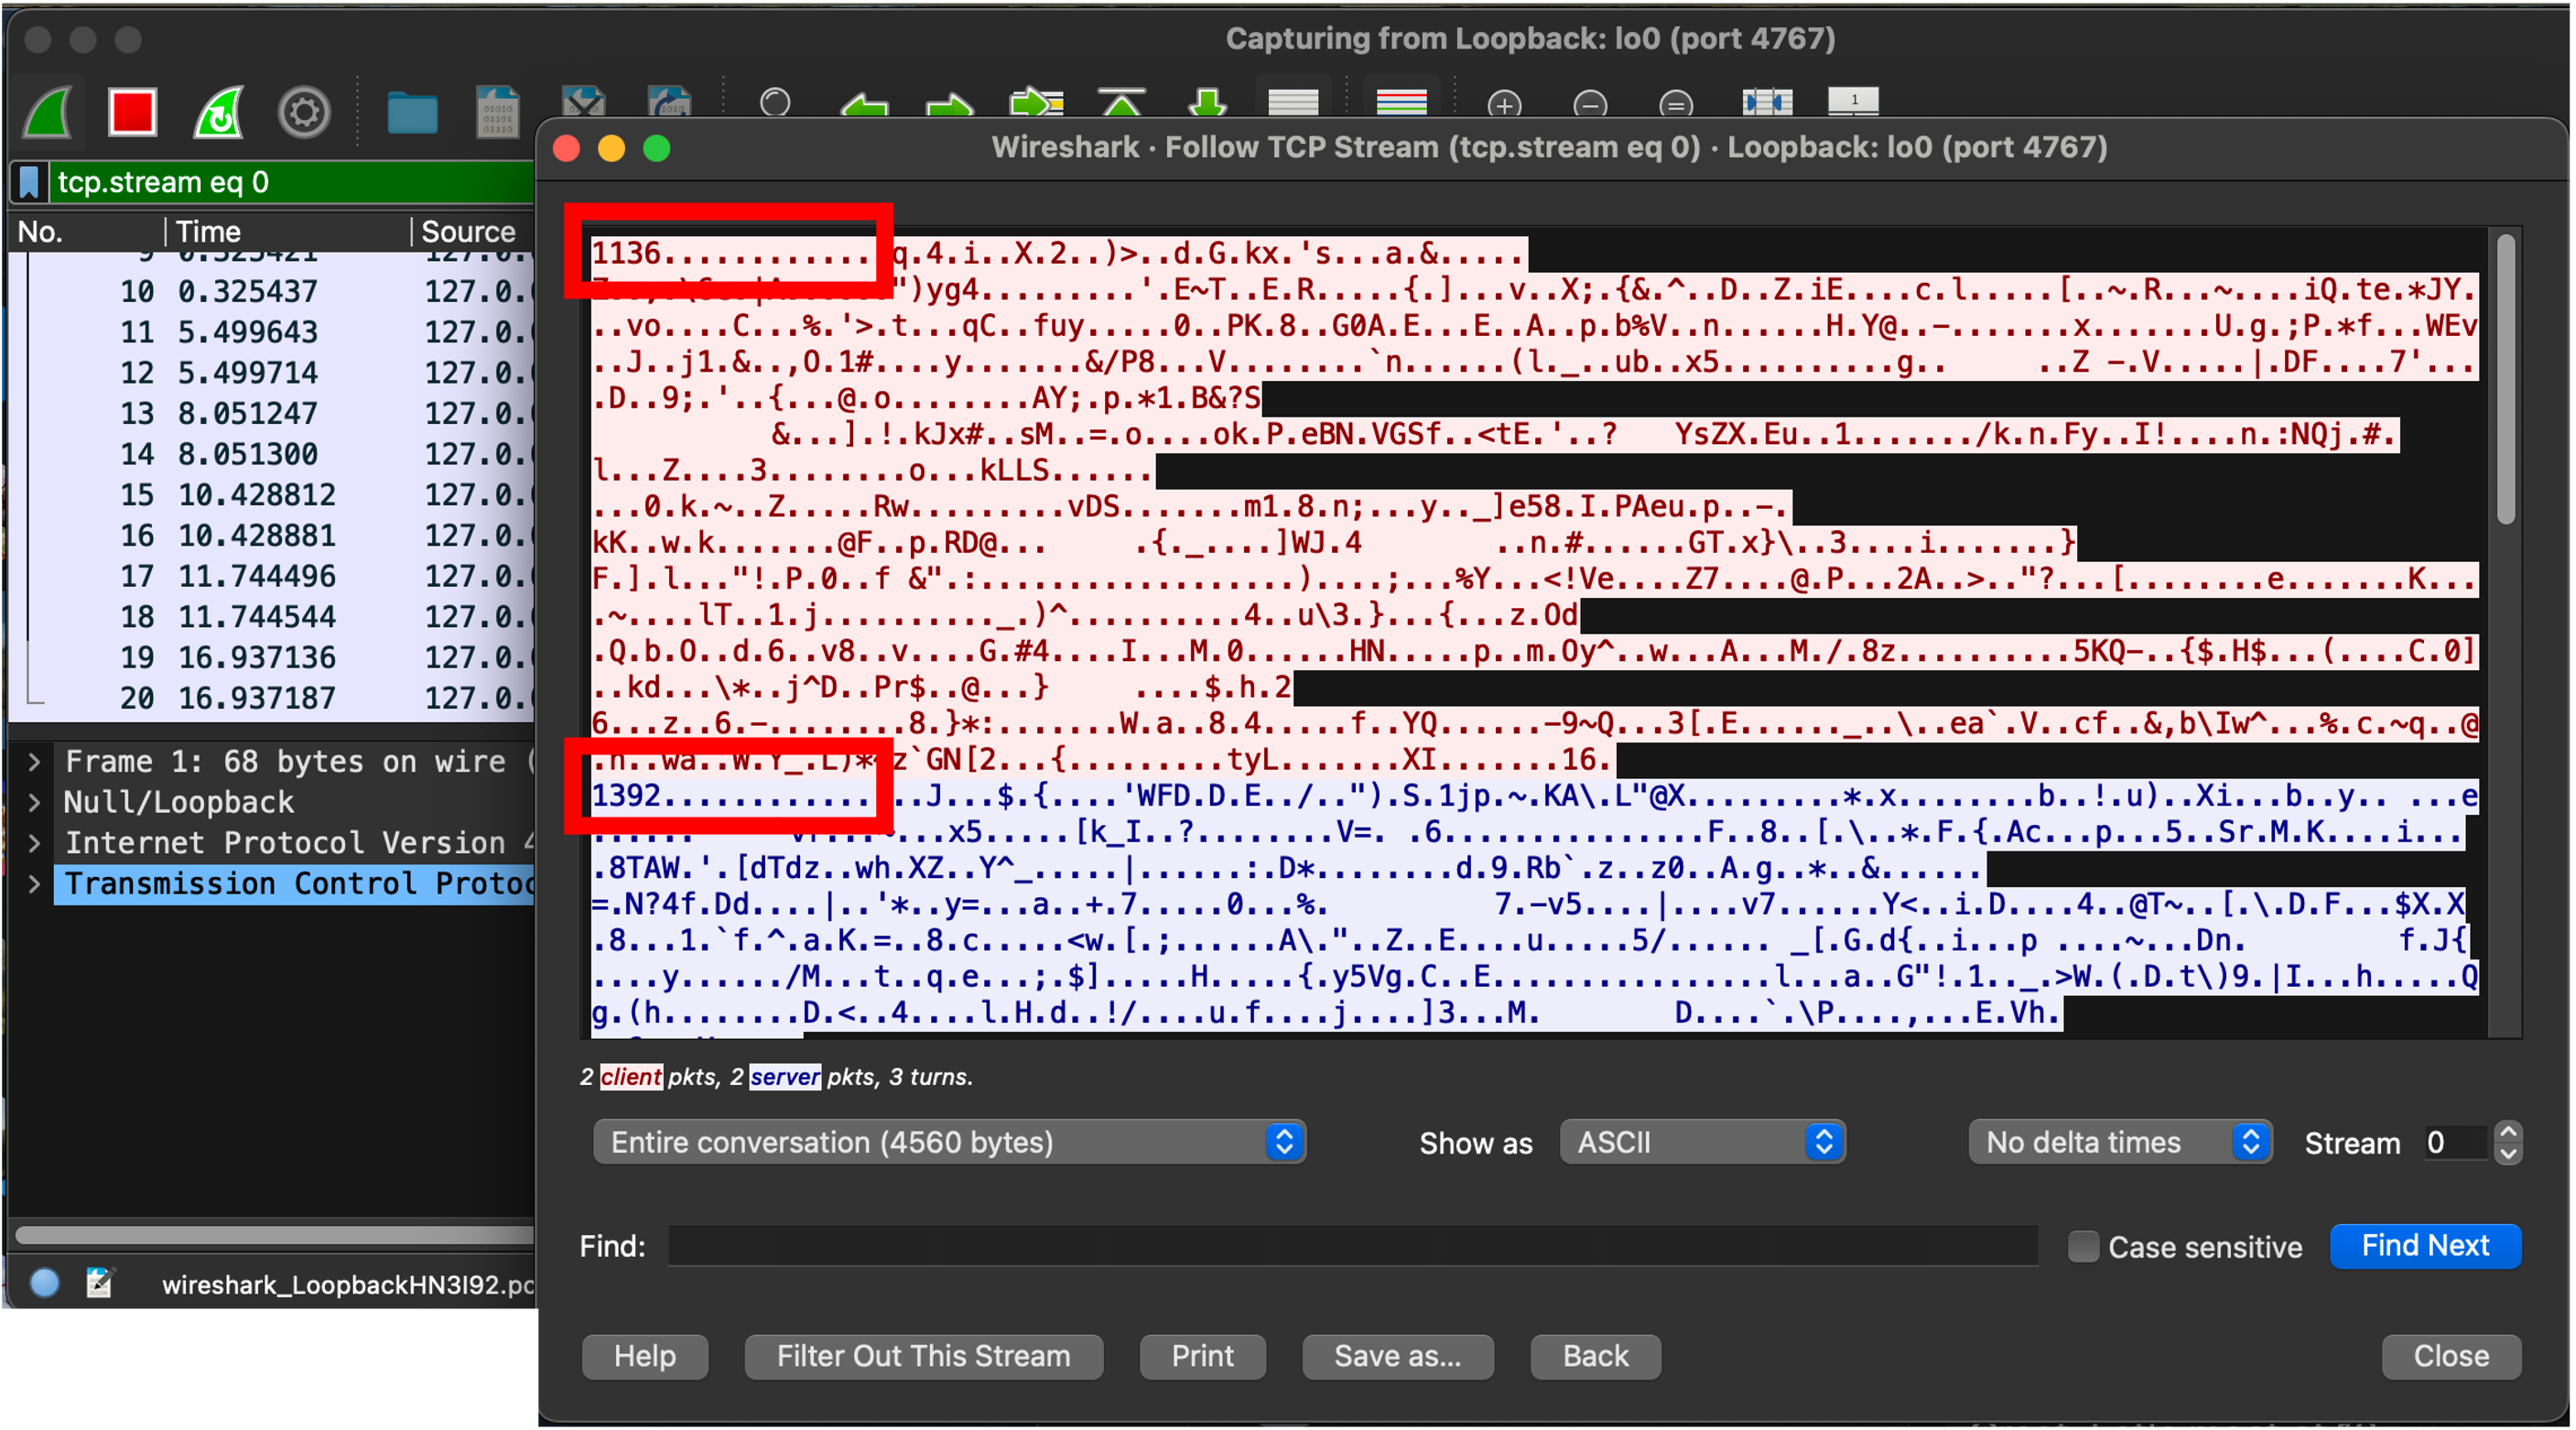 Capturing from Loopback: lo0 (port 4767)
1
tcp.stream eq 0
Wireshark · Follow TCP Stream (tcp.stream eq 0) · Loopback: lo0 (port 4767)
No. Time Source
10 0.325437 127.0.0
11 5.499643 127.0.0
12 5.499714 127.0.0
13 8.051247 127.0.0
14 8.051300 127.0.0
15 10.428812 127.0.0
16 10.428881 127.0.0
17 11.744496 127.0.0
18 11.744544 127.0.0
19 16.937136 127.0.0
20 16.937187 127.0.0
Frame 1: 68 bytes on wire (
Null/Loopback
Internet Protocol Version 4
Transmission Control Protoc
wireshark_LoopbackHN3I92.pc
1136............ q.4.i..X.2..)>..d.G.kx.'s...a.&.....
")yg4.........'.E~T..E.R.....{.]...v..X;.{&.^..D..Z.iE....c.l.....[..~.R...~....iQ.te.*JY.
..vo....C...%.'>.t...qC..fuy.....0..PK.8..G0A.E...E..A..p.b%V..n......H.Y@..-.......x.......U.g.;P.*f...WEv
..J..j1.&..,O.1#....y.......&/P8...V........`n......(l._..ub..x5..........g.. ..Z -.V.....|.DF....7'...
.D..9;.'..{...@.o........AY;.p.*1.B&?S
&...].!.kJx#..sM..=.o....ok.P.eBN.VGSf..<tE.'..? YsZX.Eu..1......./k.n.Fy..I!....n.:NQj.#.
l...Z....3........o...kLLS......
...0.k.~..Z.....Rw.........vDS.......m1.8.n;...y.._]e58.I.PAeu.p..-.
kK..w.k.......@F..p.RD@... .{._....]WJ.4 ..n.#......GT.x}\..3....i.......}
F.].l..."!.P.0..f &".:..................)....;...%Y...<!Ve....Z7....@.P...2A..>.."?...[........e.......K...
.~....lT..1.j.........._.)^..........4..u\3.}...{...z.Od
.Q.b.O..d.6..v8..v....G.#4....I...M.0......HN.....p..m.Oy^..w...A...M./.8z..........5KQ-..{$.H$...(....C.0]
..kd...\*..j^D..Pr$..@...} ....$.h.2
6...z..6.-........8.}*:.......W.a..8.4.....f..YQ......-9~Q...3[.E......_..\..ea`.V..cf..&,b\Iw^...%.c.~q..@
z`GN[2...{.........tyL.......XI.......16.
1392............ ..J...$.{....'WFD.D.E../..").S.1jp.~.KA\.L"@X.........*.x........b..!.u)..Xi...b..y.. ...e
...x5.....[k_I..?........V=. .6...............F..8..[.\..*.F.{.Ac...p...5..Sr.M.K....i...
.8TAW.'.[dTdz..wh.XZ..Y^_.....|......:.D*........d.9.Rb`.z..z0..A.g..*..&......
=.N?4f.Dd....|..'*..y=...a..+.7.....0...%. 7.-v5....|....v7......Y<..i.D....4..@T~..[.\.D.F...$X.X
.8...1.`f.^.a.K.=..8.c.....<w.[.;......A\."..Z..E....u.....5/...... _[.G.d{..i...p ....~...Dn. f.J{
....y....../M...t..q.e...;.$].....H.....{.y5Vg.C..E................l...a..G"!.1.._.>W.(.D.t\)9.|I...h.....Q
g.(h........D.<..4....l.H.d..!/....u.f....j....]3...M. D....`.\P....,...E.Vh.
2 client pkts, 2 server pkts, 3 turns.
Entire conversation (4560 bytes) Show as ASCII No delta times Stream 0
Find: Case sensitive Find Next
Help Filter Out This Stream Print Save as... Back Close